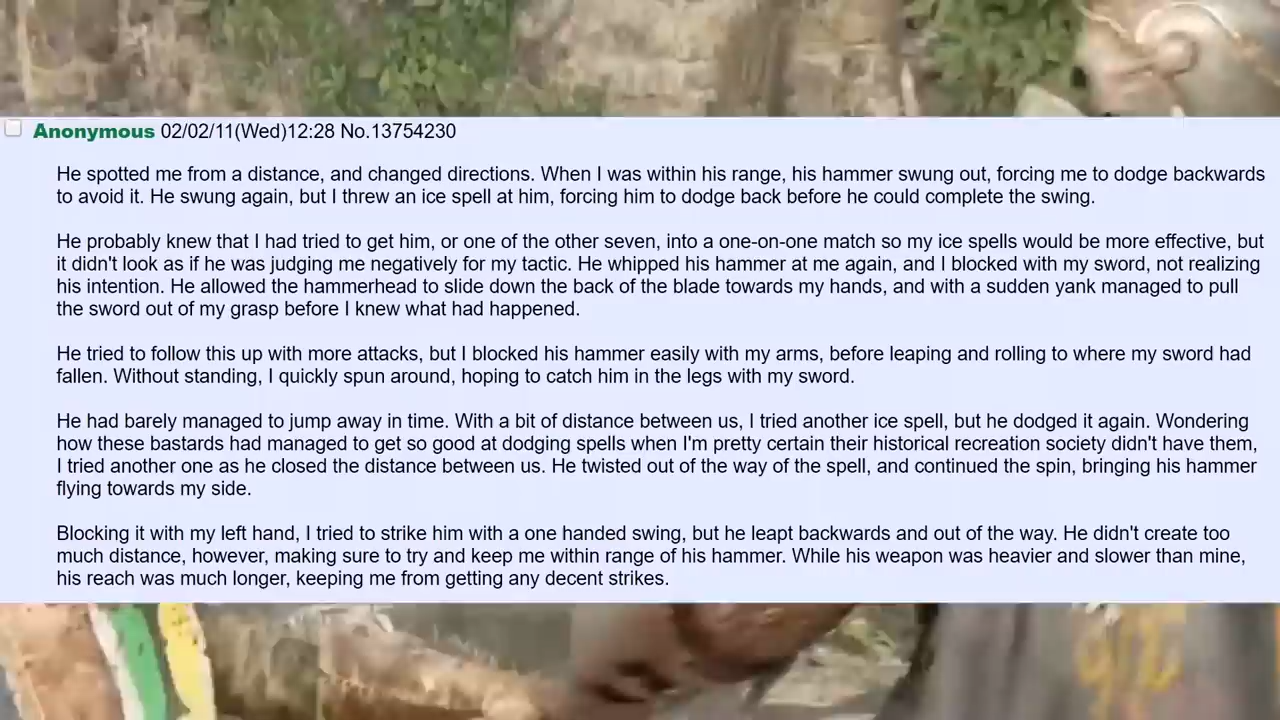 Anonymous 02/02/11(Wed)12:28 No.13754230
He spotted me from a distance, and changed directions. When I was within his range, his hammer swung out, forcing me to dodge backwards
to avoid it. He swung again, but I threw an ice spell at him, forcing him to dodge back before he could complete the swing.
He probably knew that I had tried to get him, or one of the other seven, into a one-on-one match so my ice spells would be more effective, but
it didn't look as if he was judging me negatively for my tactic. He whipped his hammer at me again, and I blocked with my sword, not realizing
his intention. He allowed the hammerhead to slide down the back of the blade towards my hands, and with a sudden yank managed to pull
the sword out of my grasp before I knew what had happened.
He tried to follow this up with more attacks, but I blocked his hammer easily with my arms, before leaping and rolling to where my sword had
fallen. Without standing, I quickly spun around, hoping to catch him in the legs with my sword.
He had barely managed to jump away in time. With a bit of distance between us, I tried another ice spell, but he dodged it again. Wondering
how these bastards had managed to get so good at dodging spells when I'm pretty certain their historical recreation society didn't have them,
I tried another one as he closed the distance between us. He twisted out of the way of the spell, and continued the spin, bringing his hammer
flying towards my side.
Blocking it with my left hand, I tried to strike him with a one handed swing, but he leapt backwards and out of the way. He didn't create too
much distance, however, making sure to try and keep me within range of his hammer. While his weapon was heavier and slower than mine,
his reach was much longer, keeping me from getting any decent strikes.